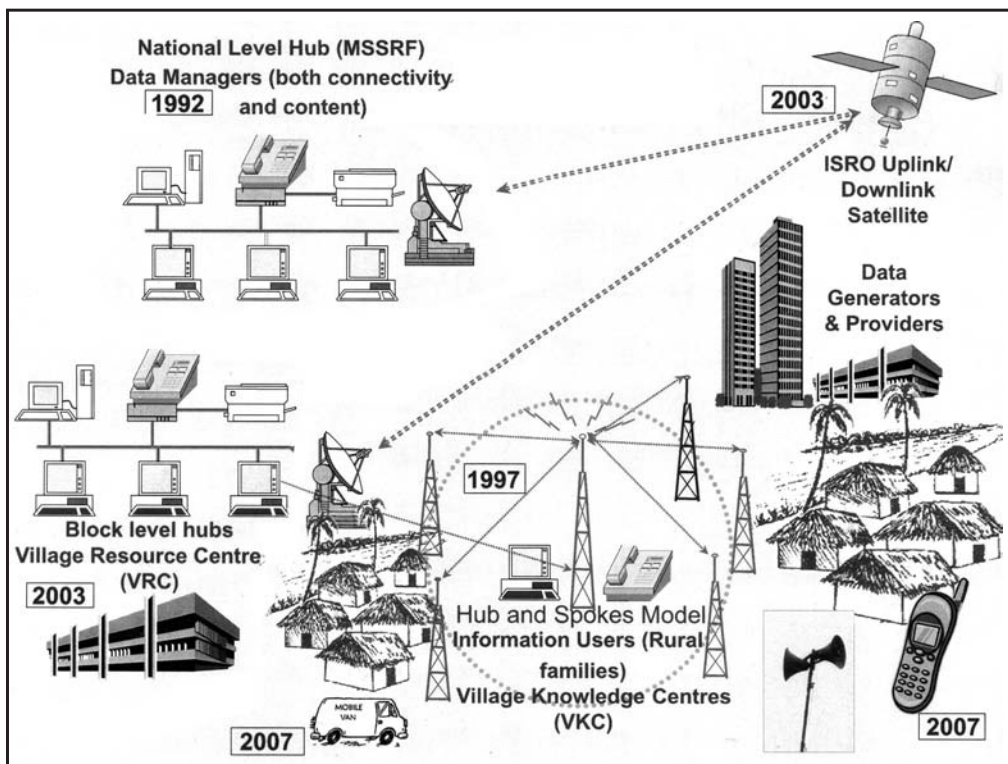 National Level Hub (MSSRF)
Data Managers (both connectivity
1992
and content)
2003
ISRO Uplink/
Downlink
Satellite
Data
Generators
& Providers
1997
Block level hubs
Village Resource Centre
(VRC)
2003
Hub and Spokes Model
Information Users (Rural
families)
Village Knowledge Centres
(VKC)
MOBILE
VAN
2007
2007